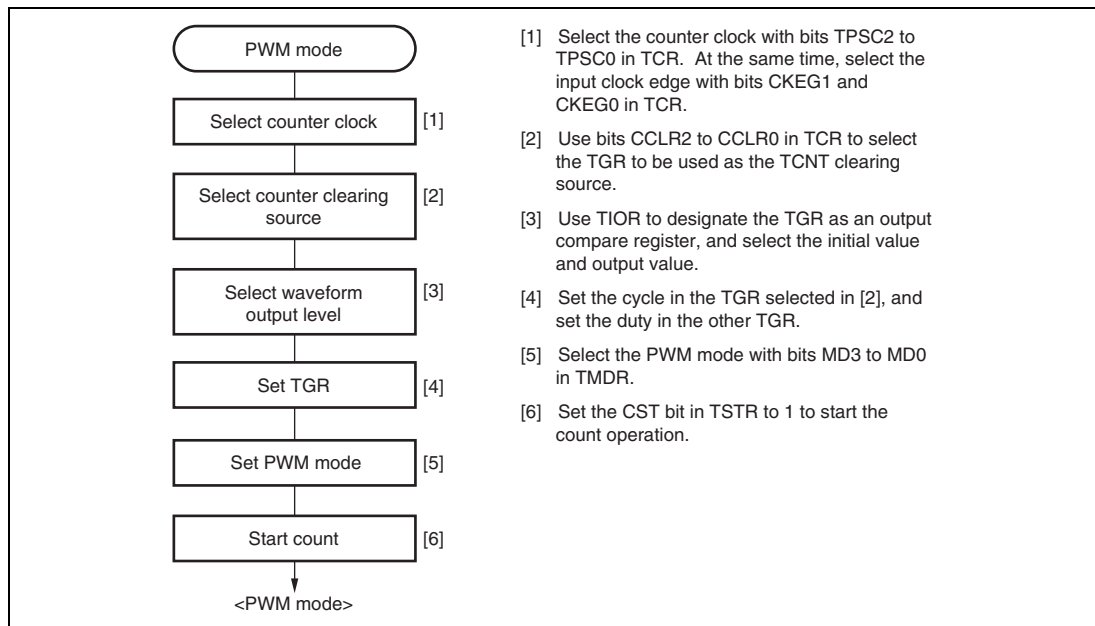 PWM mode
Select counter clock [1]
Select counter clearing
source [2]
Select waveform
output level [3]
Set TGR [4]
Set PWM mode [5]
Start count [6]
<PWM mode>
[1] Select the counter clock with bits TPSC2 to
TPSC0 in TCR. At the same time, select the
input clock edge with bits CKEG1 and
CKEG0 in TCR.
[2] Use bits CCLR2 to CCLR0 in TCR to select
the TGR to be used as the TCNT clearing
source.
[3] Use TIOR to designate the TGR as an output
compare register, and select the initial value
and output value.
[4] Set the cycle in the TGR selected in [2], and
set the duty in the other TGR.
[5] Select the PWM mode with bits MD3 to MD0
in TMDR.
[6] Set the CST bit in TSTR to 1 to start the
count operation.